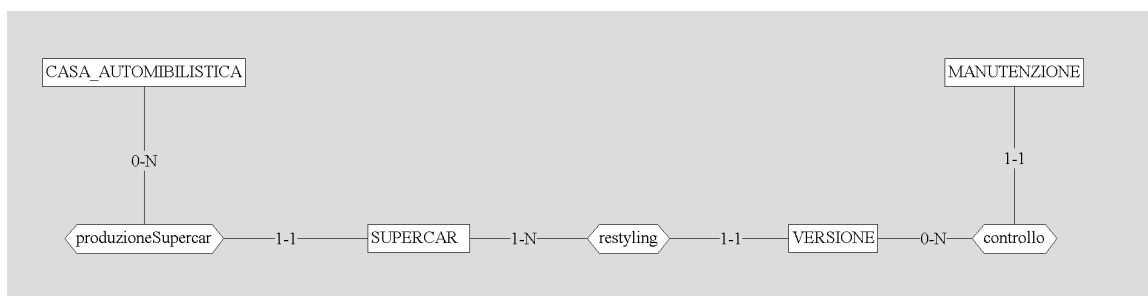 CASA_AUTOMIBILISTICA MANUTENZIONE
0-N 1-1
produzioneSupercar 1-1 SUPERCAR 1-N restyling 1-1 VERSIONE 0-N controllo